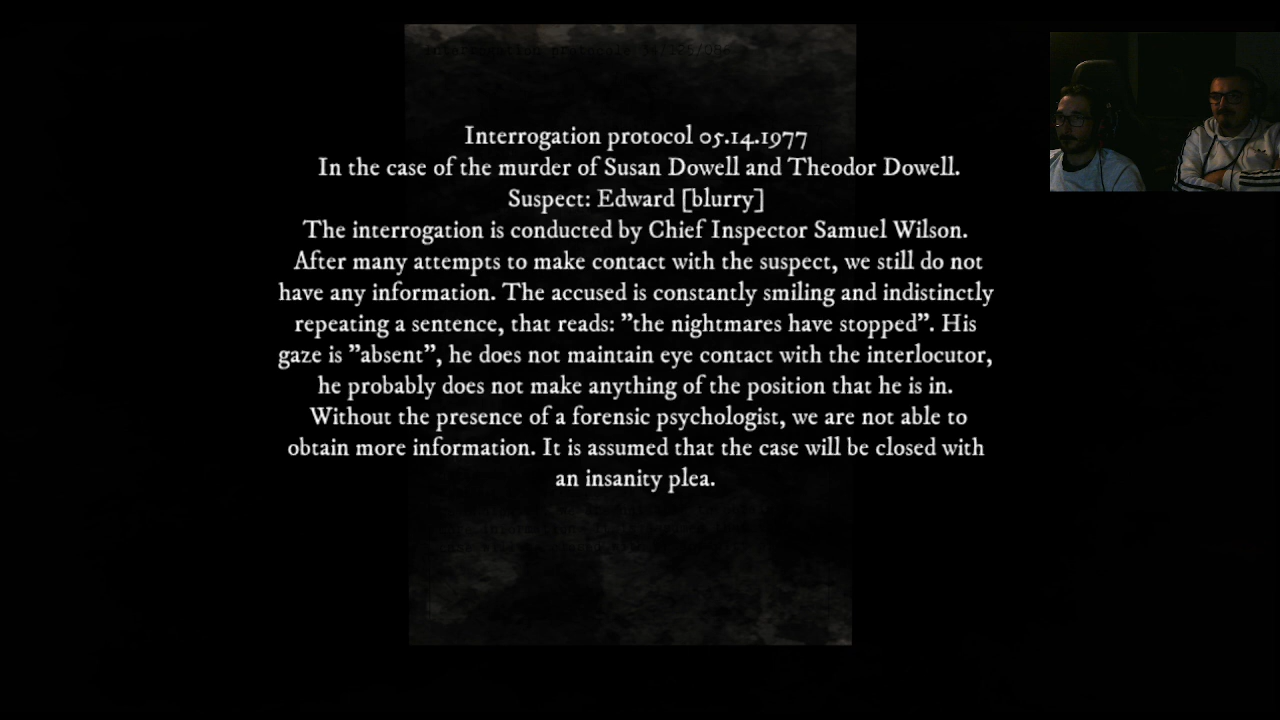 Interrogation protocol 05.14.1977
In the case of the murder of Susan Dowell and Theodor Dowell.
Suspect: Edward [blurry]
The interrogation is conducted by Chief Inspector Samuel Wilson.
After many attempts to make contact with the suspect, we still do not
have any information. The accused is constantly smiling and indistinctly
repeating a sentence, that reads: "the nightmares have stopped". His
gaze is "absent", he does not maintain eye contact with the interlocutor,
he probably does not make anything of the position that he is in.
Without the presence of a forensic psychologist, we are not able to
obtain more information. It is assumed that the case will be closed with
an insanity plea.